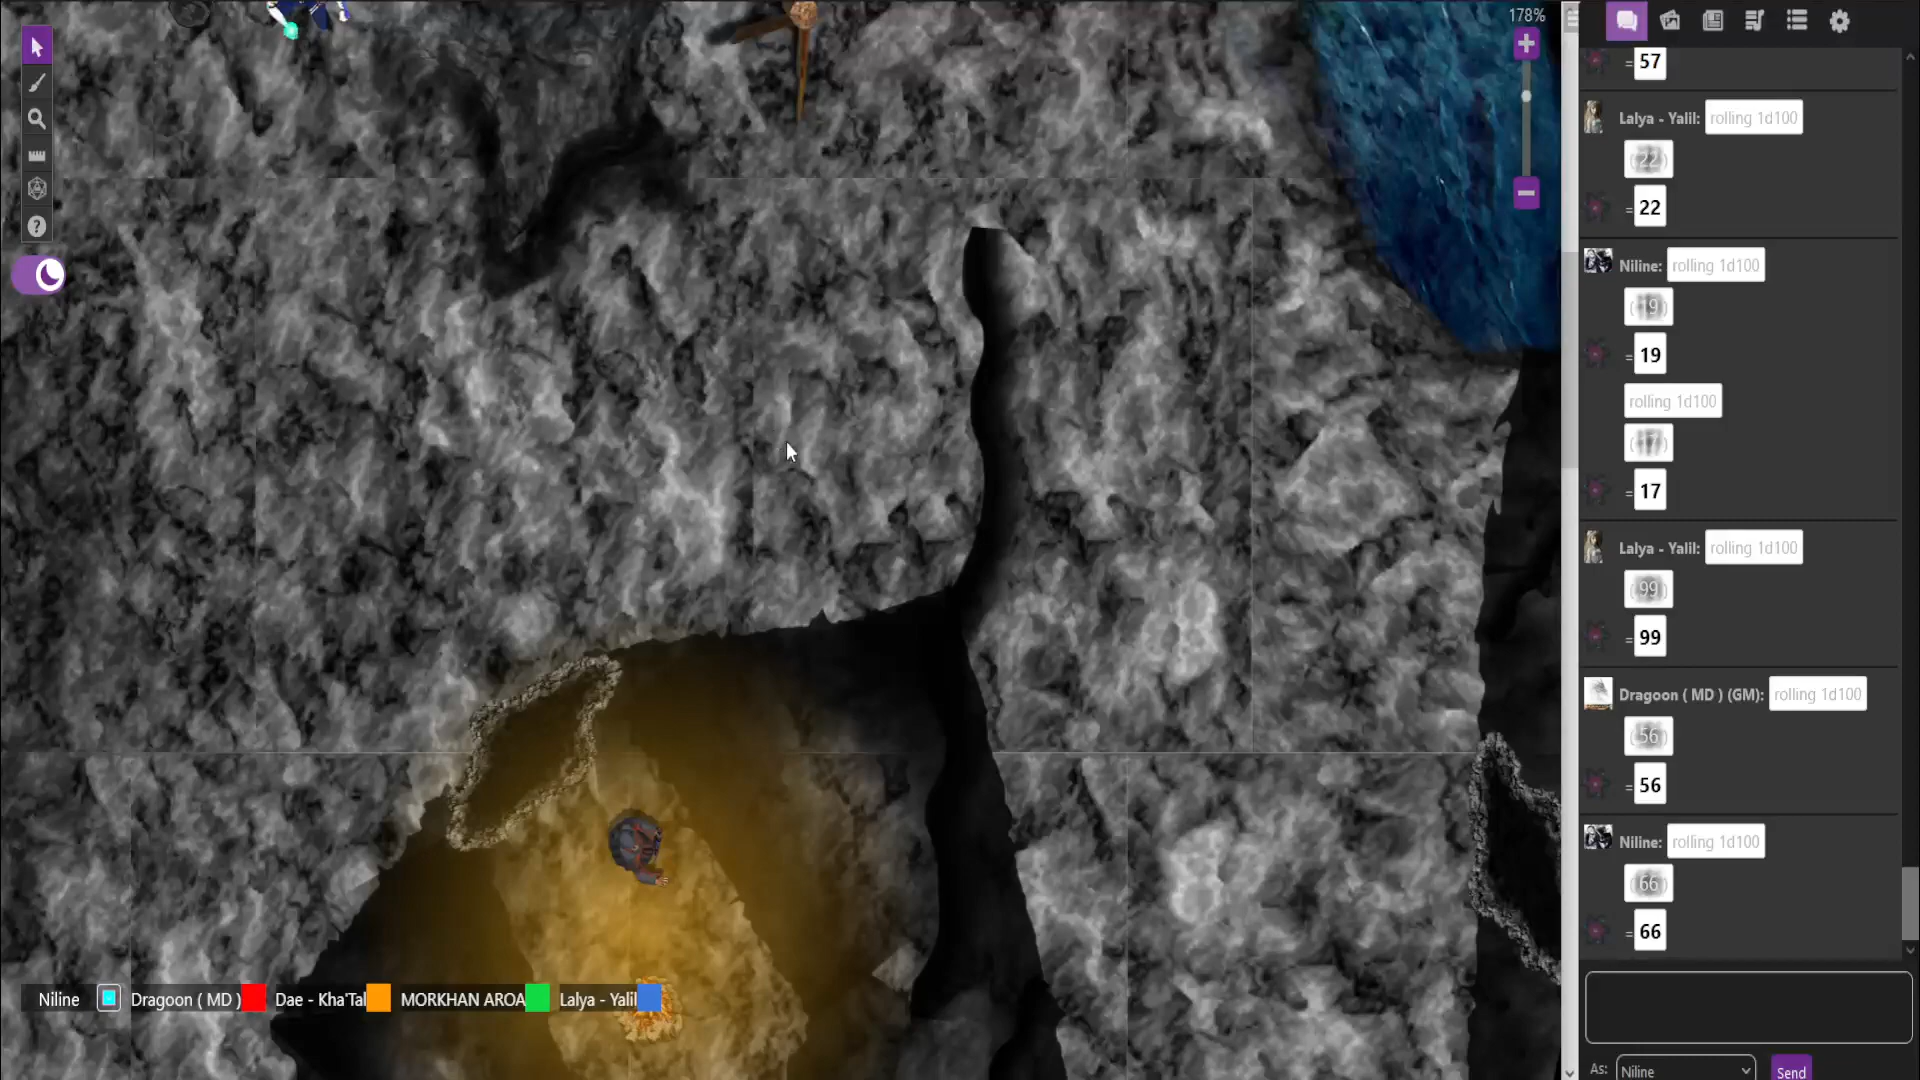 178%
=57
Lalya - Yalil: rolling 1d100
(22)
=22
Niline: rolling 1d100
(19)
=19
rolling 1d100
(17)
=17
Lalya - Yalil: rolling 1d100
(99)
=99
Dragoon ( MD ) (GM): rolling 1d100
(56)
=56
Niline: rolling 1d100
(66)
=66
Niline Dragoon ( MD ) Dae - Kha'Tal MORKHAN AROA Lalya - Yalil
As: Niline Send